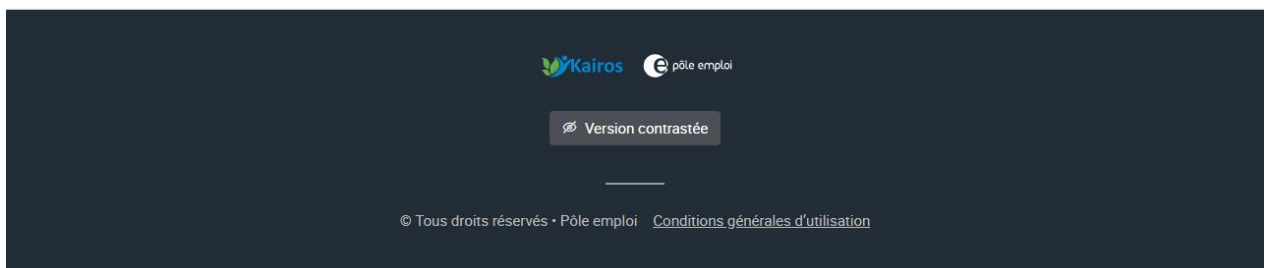 Kairos pôle emploi
Version contrastée
© Tous droits réservés • Pôle emploi Conditions générales d'utilisation